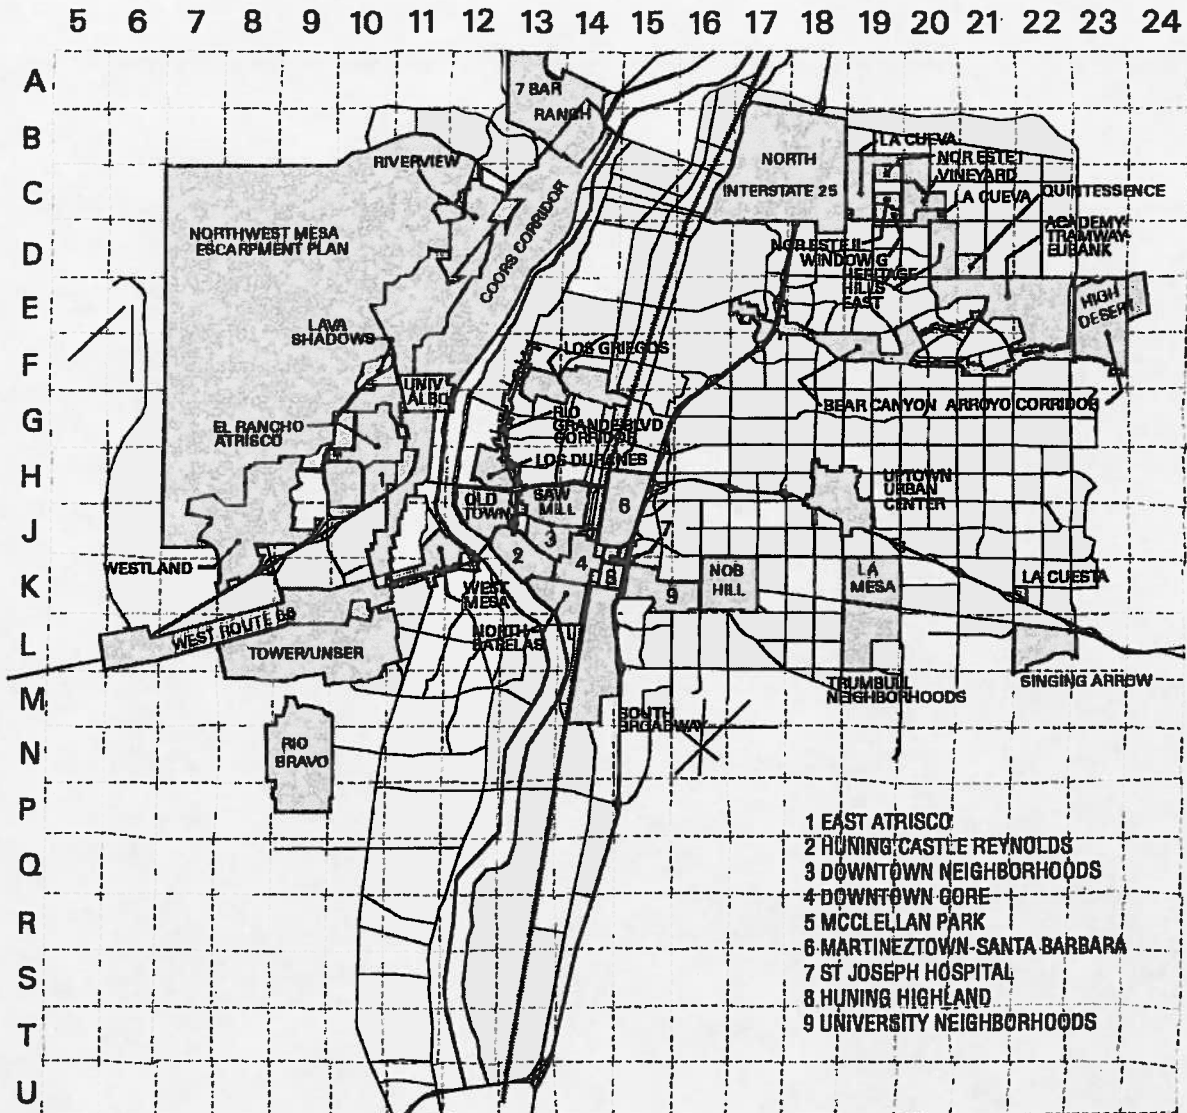 5 6 7 8 9 10 11 12 13 14 15 16 17 18 19 20 21 22 23 24
A
7 BAR
RANCH
B
LA CUEVA
RIVERVIEW
NORTH
NOR ESTE I
VINEYARD
C
INTERSTATE 25
LA CUEVA
QUINTESSENCE
COORS CORRIDOR
ACADEMY-
TRAMWAY-
EUBANK
NORTHWEST MESA
ESCARPMENT PLAN
D
NOR ESTE II
WINDOW G
HERITAGE
HILLS
EAST
E
HIGH
DESERT
LAVA
SHADOWS
F
LOS GRIEGOS
UNIV
ALBQ
BEAR CANYON ARROYO CORRIDOR
G
EL RANCHO
ATRISCO
RIO
GRANDE BLVD
CORRIDOR
LOS DURANES
H
1
UPTOWN
URBAN
CENTER
OLD
TOWN
SAW
MILL
6
J
3
7
2
4
WESTLAND
NOB
HILL
LA
MESA
LA CUESTA
K
8
9
WEST
MESA
WEST ROUTE 66
NORTH
BARELAS
L
TOWER/UNSER
TRUMBULL
NEIGHBORHOODS
SINGING ARROW
M
SOUTH
BROADWAY
N
RIO
BRAVO
P
1 EAST ATRISCO
2 HUNING CASTLE REYNOLDS
Q
3 DOWNTOWN NEIGHBORHOODS
4 DOWNTOWN CORE
R
5 MCCLELLAN PARK
6 MARTINEZTOWN-SANTA BARBARA
S
7 ST JOSEPH HOSPITAL
8 HUNING HIGHLAND
T
9 UNIVERSITY NEIGHBORHOODS
U